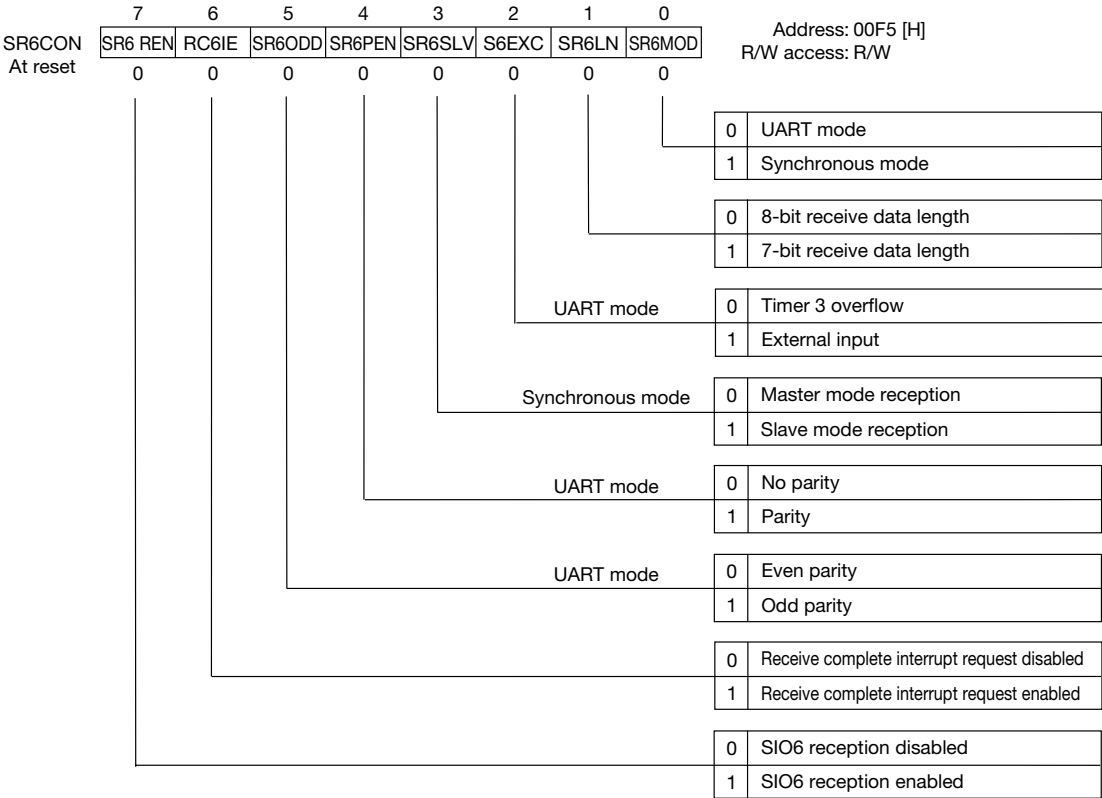 7 6 5 4 3 2 1 0
Address: 00F5 [H]
SR6CON SR6 REN RC6IE SR6ODD SR6PEN SR6SLV S6EXC SR6LN SR6MOD
R/W access: R/W
At reset 0 0 0 0 0 0 0 0
0 UART mode
1 Synchronous mode
0 8-bit receive data length
1 7-bit receive data length
UART mode 0 Timer 3 overflow
1 External input
Synchronous mode 0 Master mode reception
1 Slave mode reception
UART mode 0 No parity
1 Parity
UART mode 0 Even parity
1 Odd parity
0 Receive complete interrupt request disabled
1 Receive complete interrupt request enabled
0 SIO6 reception disabled
1 SIO6 reception enabled